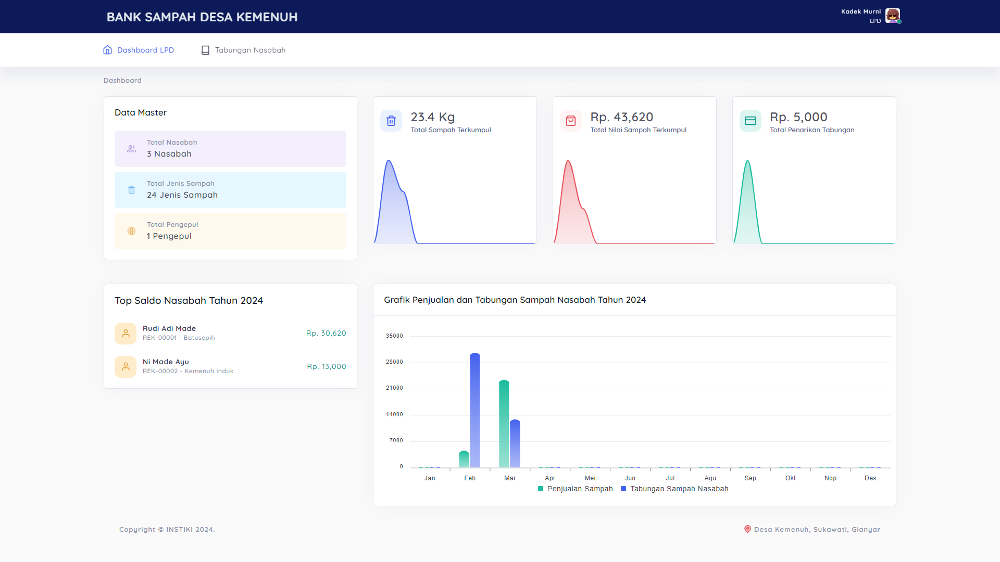 BANK SAMPAH DESA KEMENUH
Kadek Murni
LPD
Dashboard LPD
Tabungan Nasabah
Dashboard
Data Master
Total Nasabah
3 Nasabah
Total Jenis Sampah
24 Jenis Sampah
Total Pengepul
1 Pengepul
23.4 Kg
Total Sampah Terkumpul
Rp. 43,620
Total Nilai Sampah Terkumpul
Rp. 5,000
Total Penarikan Tabungan
Top Saldo Nasabah Tahun 2024
Rudi Adi Made
REK-00001 - Batusepih
Rp. 30,620
Ni Made Ayu
REK-00002 - Kemenuh Induk
Rp. 13,000
Grafik Penjualan dan Tabungan Sampah Nasabah Tahun 2024
35000
28000
21000
14000
7000
0
Jan Feb Mar Apr Mei Jun Jul Agu Sep Okt Nop Des
Penjualan Sampah Tabungan Sampah Nasabah
Copyright © INSTIKI 2024.
Desa Kemenuh, Sukawati, Gianyar